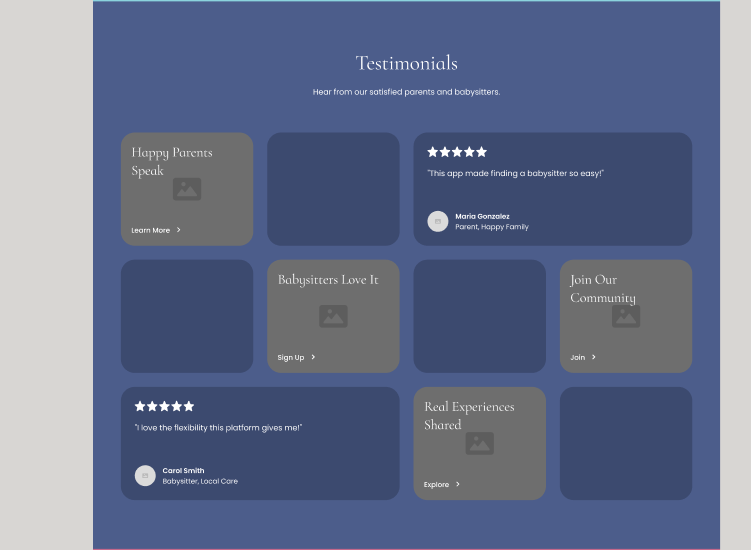 Testimonials
Hear from our satisfied parents and babysitters.
Happy Parents
Speak
Learn More
"This app made finding a babysitter so easy!"
Maria Gonzalez
Parent, Happy Family
Babysitters Love It
Sign Up
Join Our
Community
Join
"I love the flexibility this platform gives me!"
Carol Smith
Babysitter, Local Care
Real Experiences
Shared
Explore